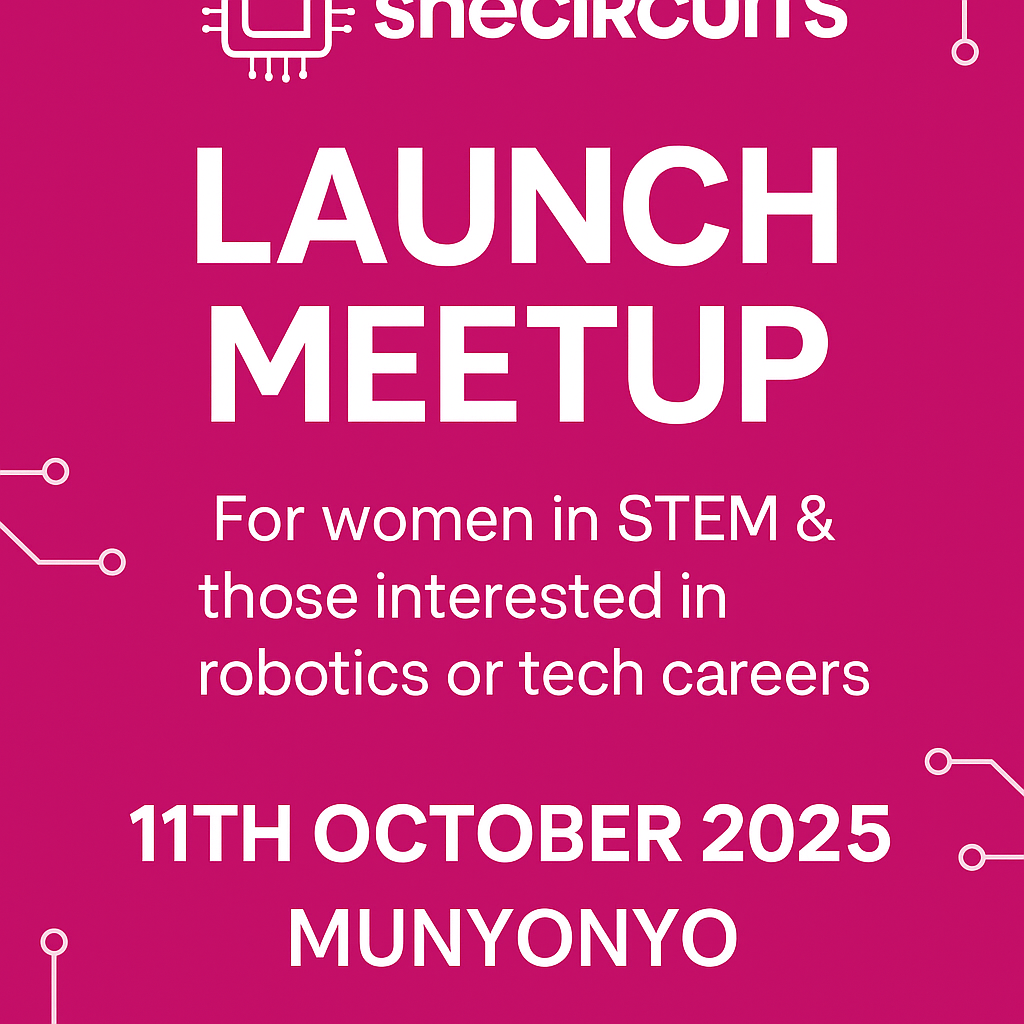 sheCIRCUITS
LAUNCH
MEETUP
For women in STEM &
those interested in
robotics or tech careers
11TH OCTOBER 2025
MUNYONYO